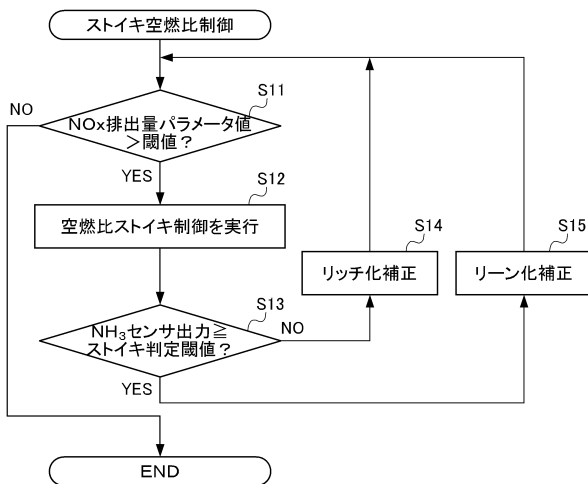 ストイキ空燃比制御
S11
NO
NOx排出量パラメータ値
＞閾値？
YES
S12
空燃比ストイキ制御を実行
S14
リッチ化補正
S15
リーン化補正
S13
NH₃センサ出力≧
ストイキ判定閾値？
NO
YES
END